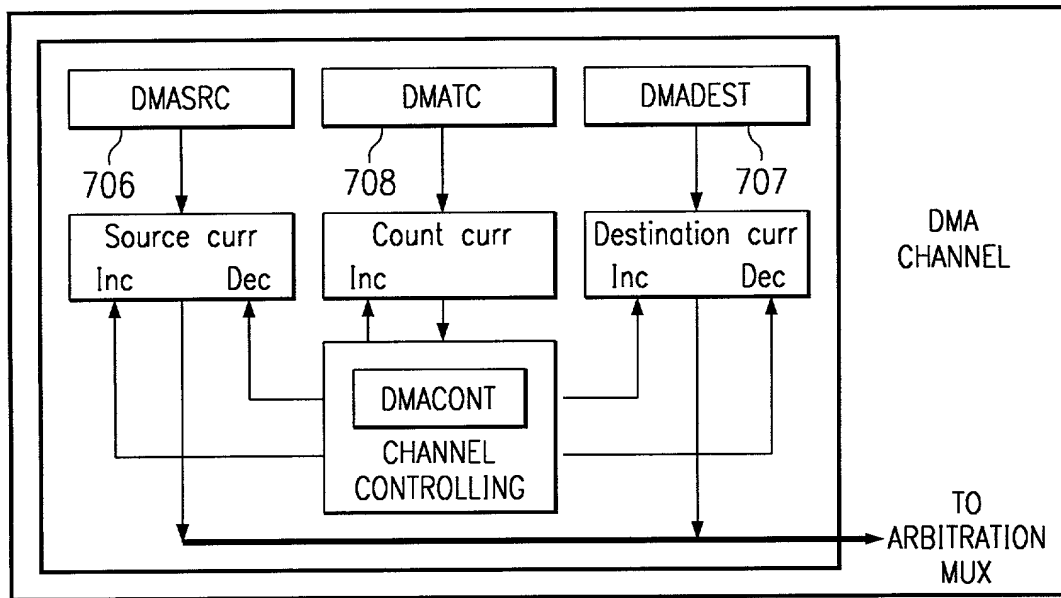 DMASRC
DMATC
DMADEST
706
708
707
Source curr
Inc Dec
Count curr
Inc
Destination curr
Inc Dec
DMA
CHANNEL
DMACONT
CHANNEL
CONTROLLING
TO
ARBITRATION
MUX